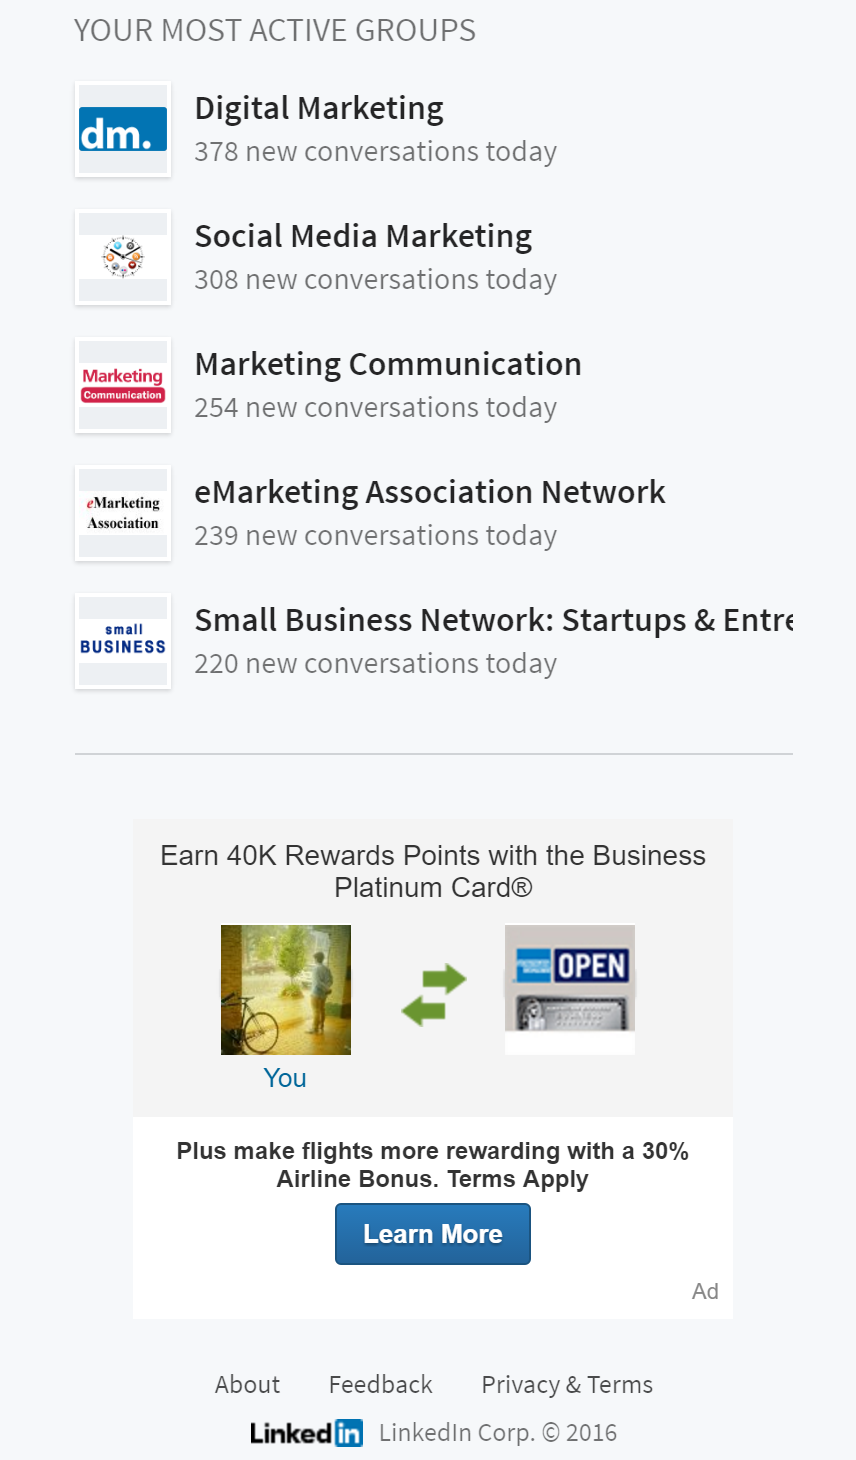 YOUR MOST ACTIVE GROUPS
dm.
Digital Marketing
378 new conversations today
Social Media Marketing
308 new conversations today
Marketing
Communication
Marketing Communication
254 new conversations today
eMarketing
Association
eMarketing Association Network
239 new conversations today
small
BUSINESS
Small Business Network: Startups & Entre
220 new conversations today
Earn 40K Rewards Points with the Business
Platinum Card®
OPEN
You
Plus make flights more rewarding with a 30%
Airline Bonus. Terms Apply
Learn More
Ad
About Feedback Privacy & Terms
Linked in LinkedIn Corp. © 2016